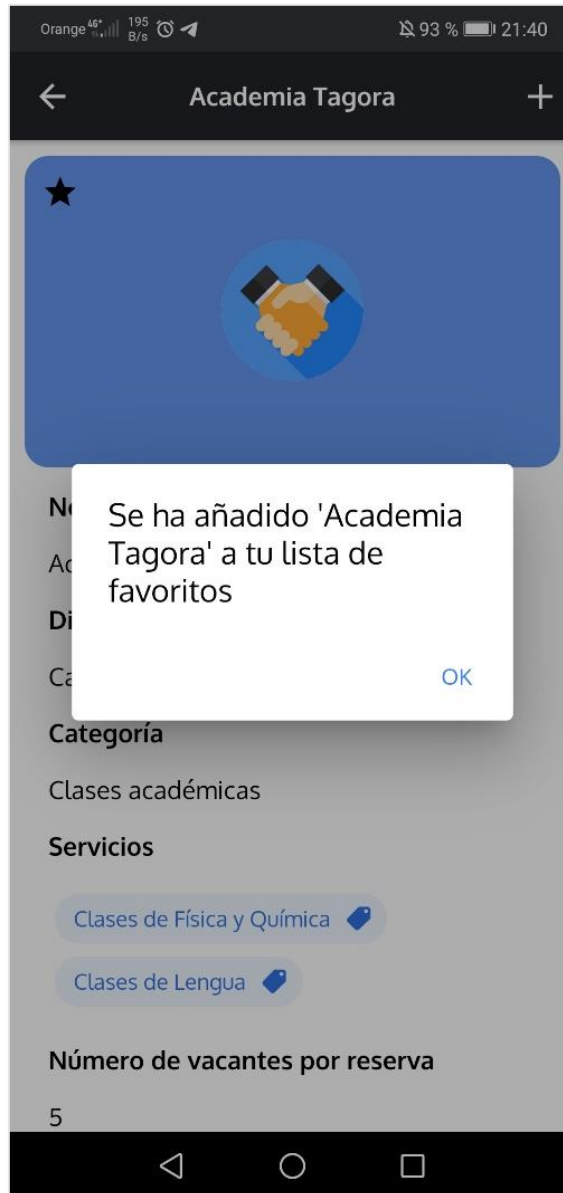 Orange 46+ 195 B/s 93 % 21:40
Academia Tagora
Se ha añadido 'Academia
Tagora' a tu lista de
favoritos
OK
Categoría
Clases académicas
Servicios
Clases de Física y Química
Clases de Lengua
Número de vacantes por reserva
5